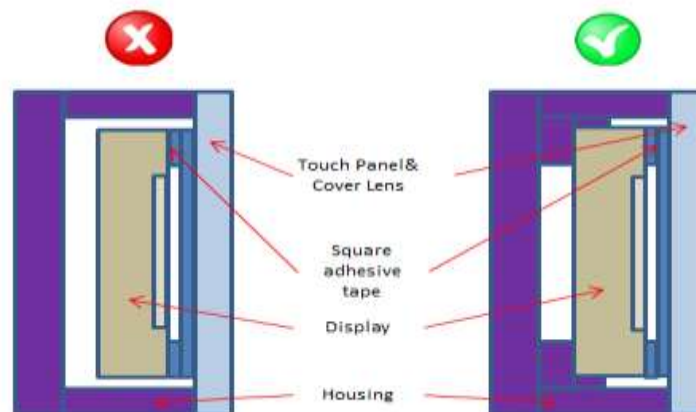 Touch Panel&
Cover Lens
Square
adhesive
tape
Display
Housing